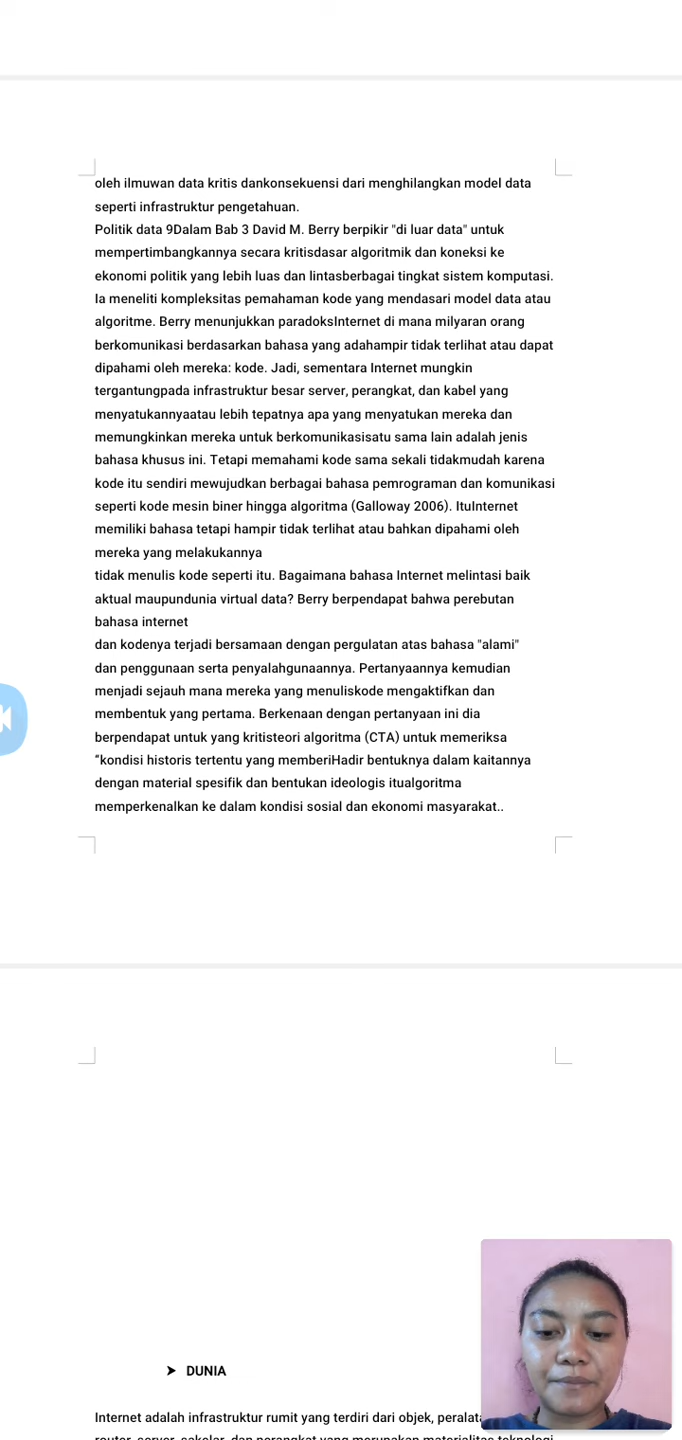 oleh ilmuwan data kritis dankonsekuensi dari menghilangkan model data
seperti infrastruktur pengetahuan.
Politik data 9Dalam Bab 3 David M. Berry berpikir "di luar data" untuk
mempertimbangkannya secara kritisdasar algoritmik dan koneksi ke
ekonomi politik yang lebih luas dan lintasberbagai tingkat sistem komputasi.
Ia meneliti kompleksitas pemahaman kode yang mendasari model data atau
algoritme. Berry menunjukkan paradoksInternet di mana milyaran orang
berkomunikasi berdasarkan bahasa yang adahampir tidak terlihat atau dapat
dipahami oleh mereka: kode. Jadi, sementara Internet mungkin
tergantungpada infrastruktur besar server, perangkat, dan kabel yang
menyatukannyaatau lebih tepatnya apa yang menyatukan mereka dan
memungkinkan mereka untuk berkomunikasisatu sama lain adalah jenis
bahasa khusus ini. Tetapi memahami kode sama sekali tidakmudah karena
kode itu sendiri mewujudkan berbagai bahasa pemrograman dan komunikasi
seperti kode mesin biner hingga algoritma (Galloway 2006). ItuInternet
memiliki bahasa tetapi hampir tidak terlihat atau bahkan dipahami oleh
mereka yang melakukannya
tidak menulis kode seperti itu. Bagaimana bahasa Internet melintasi baik
aktual maupundunia virtual data? Berry berpendapat bahwa perebutan
bahasa internet
dan kodenya terjadi bersamaan dengan pergulatan atas bahasa "alami"
dan penggunaan serta penyalahgunaannya. Pertanyaannya kemudian
menjadi sejauh mana mereka yang menuliskode mengaktifkan dan
membentuk yang pertama. Berkenaan dengan pertanyaan ini dia
berpendapat untuk yang kritisteori algoritma (CTA) untuk memeriksa
“kondisi historis tertentu yang memberiHadir bentuknya dalam kaitannya
dengan material spesifik dan bentukan ideologis itualgoritma
memperkenalkan ke dalam kondisi sosial dan ekonomi masyarakat..
➤ DUNIA
Internet adalah infrastruktur rumit yang terdiri dari objek, peralata
router, server, sakelar, dan perangkat yang merupakan materialitas teknologi